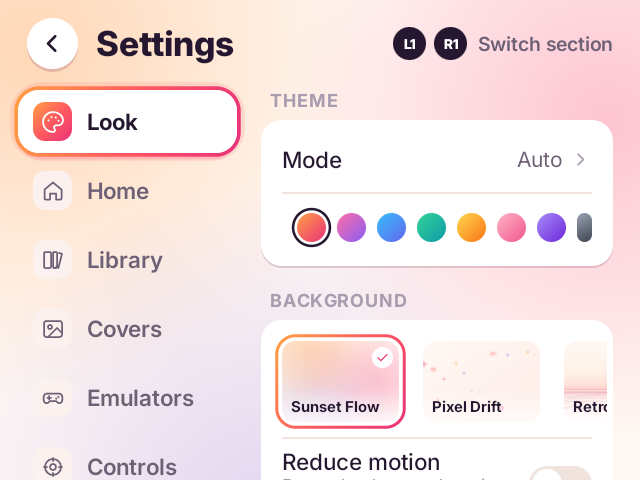 Settings
L1 R1 Switch section
Look
Home
Library
Covers
Emulators
Controls
THEME
Mode
Auto
BACKGROUND
Sunset Flow
Pixel Drift
Retro
Reduce motion